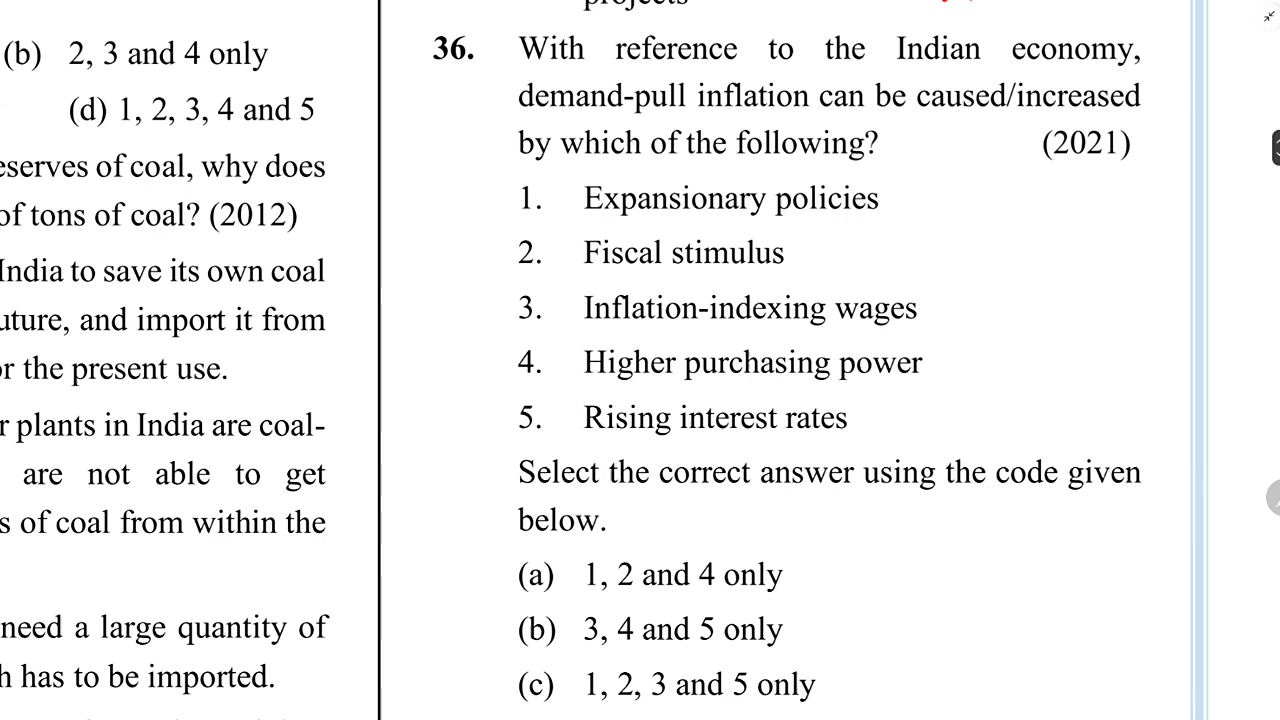 (b) 2, 3 and 4 only
(d) 1, 2, 3, 4 and 5
eserves of coal, why does
of tons of coal? (2012)
India to save its own coal
uture, and import it from
or the present use.
r plants in India are coal-
are not able to get
s of coal from within the
need a large quantity of
h has to be imported.
projects
36. With reference to the Indian economy,
demand-pull inflation can be caused/increased
by which of the following? (2021)
1. Expansionary policies
2. Fiscal stimulus
3. Inflation-indexing wages
4. Higher purchasing power
5. Rising interest rates
Select the correct answer using the code given
below.
(a) 1, 2 and 4 only
(b) 3, 4 and 5 only
(c) 1, 2, 3 and 5 only